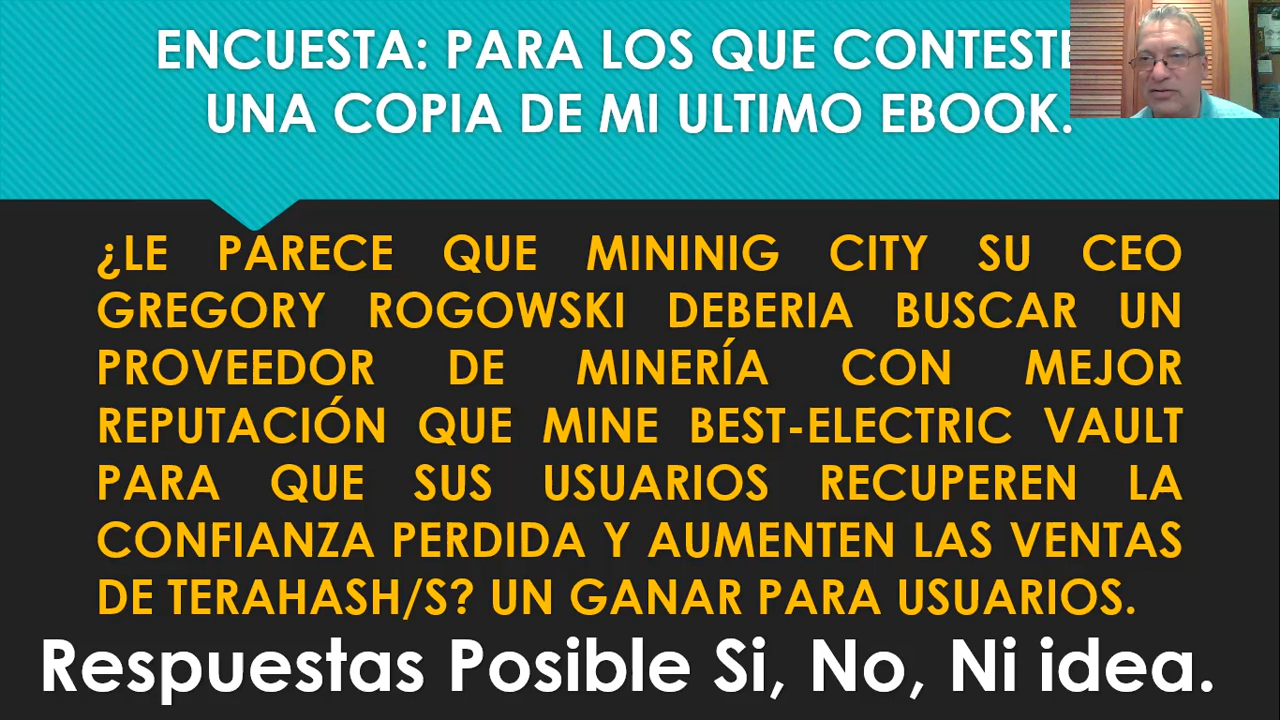 ENCUESTA: PARA LOS QUE CONTESTE
UNA COPIA DE MI ULTIMO EBOOK.
¿LE PARECE QUE MININIG CITY SU CEO
GREGORY ROGOWSKI DEBERIA BUSCAR UN
PROVEEDOR DE MINERÍA CON MEJOR
REPUTACIÓN QUE MINE BEST-ELECTRIC VAULT
PARA QUE SUS USUARIOS RECUPEREN LA
CONFIANZA PERDIDA Y AUMENTEN LAS VENTAS
DE TERAHASH/S? UN GANAR PARA USUARIOS.
Respuestas Posible Si, No, Ni idea.